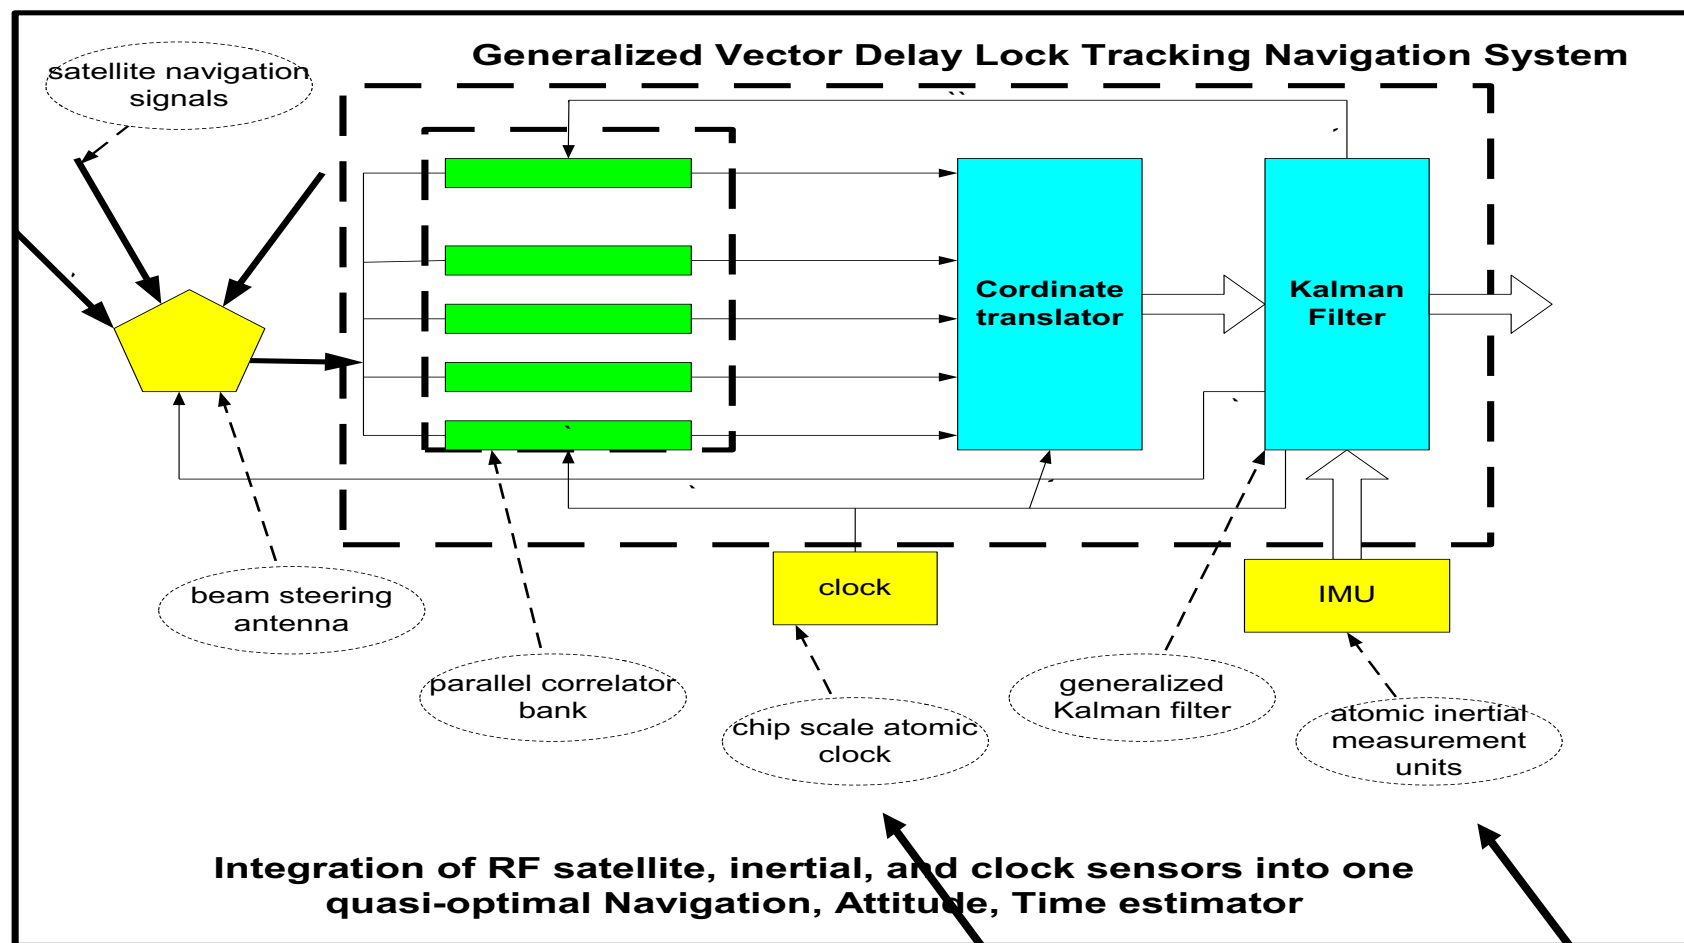 Generalized Vector Delay Lock Tracking Navigation System
satellite navigation
signals
Cordinate
translator
Kalman
Filter
clock
IMU
beam steering
antenna
parallel correlator
bank
chip scale atomic
clock
generalized
Kalman filter
atomic inertial
measurement
units
Integration of RF satellite, inertial, and clock sensors into one
quasi-optimal Navigation, Attitude, Time estimator